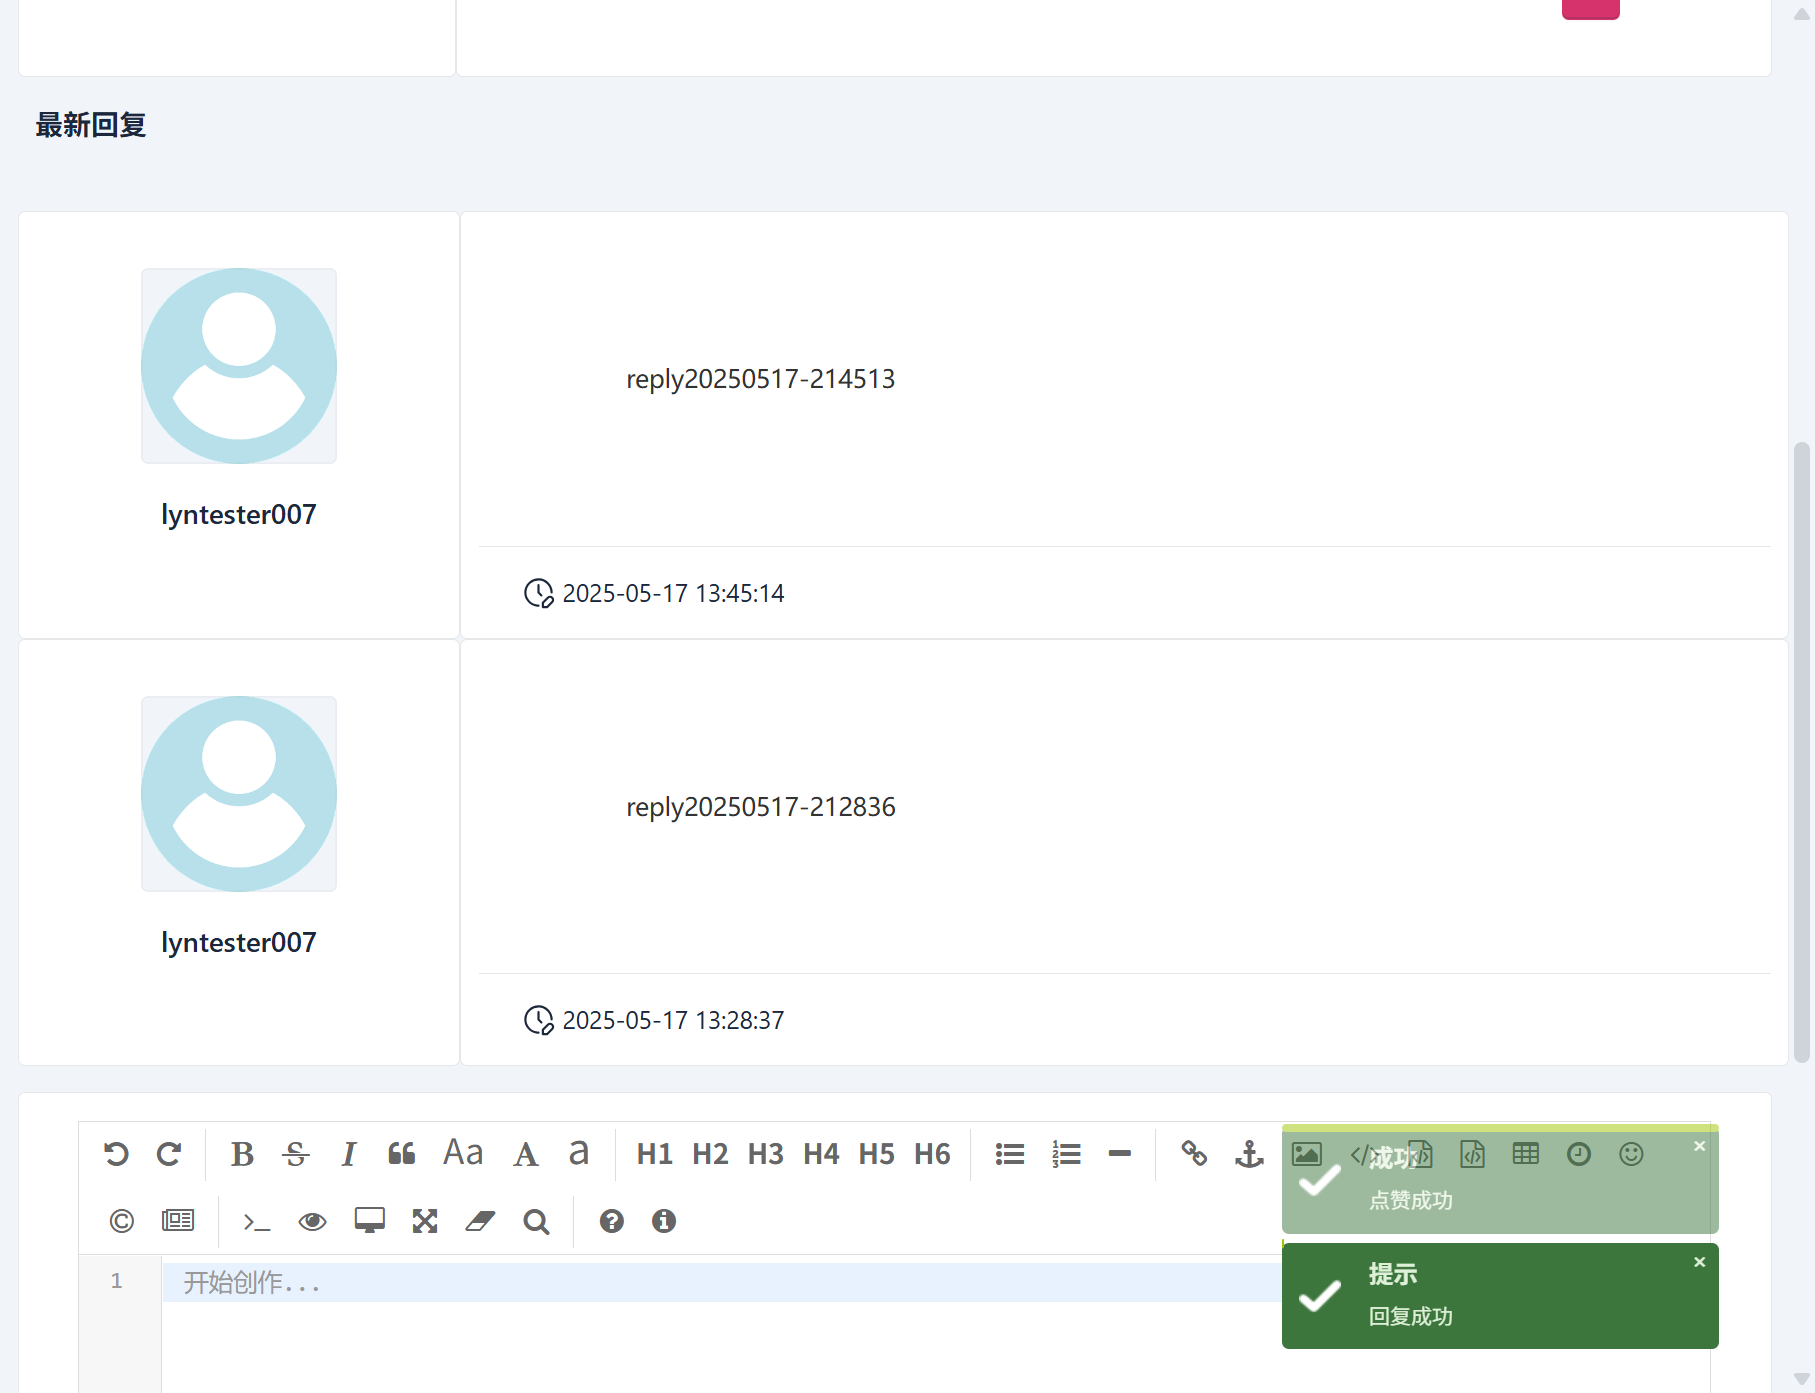 最新回复
reply20250517-214513
lyntester007
2025-05-17 13:45:14
reply20250517-212836
lyntester007
2025-05-17 13:28:37
B S I Aa A a H1 H2 H3 H4 H5 H6
成功
点赞成功
1 开始创作...
提示
回复成功